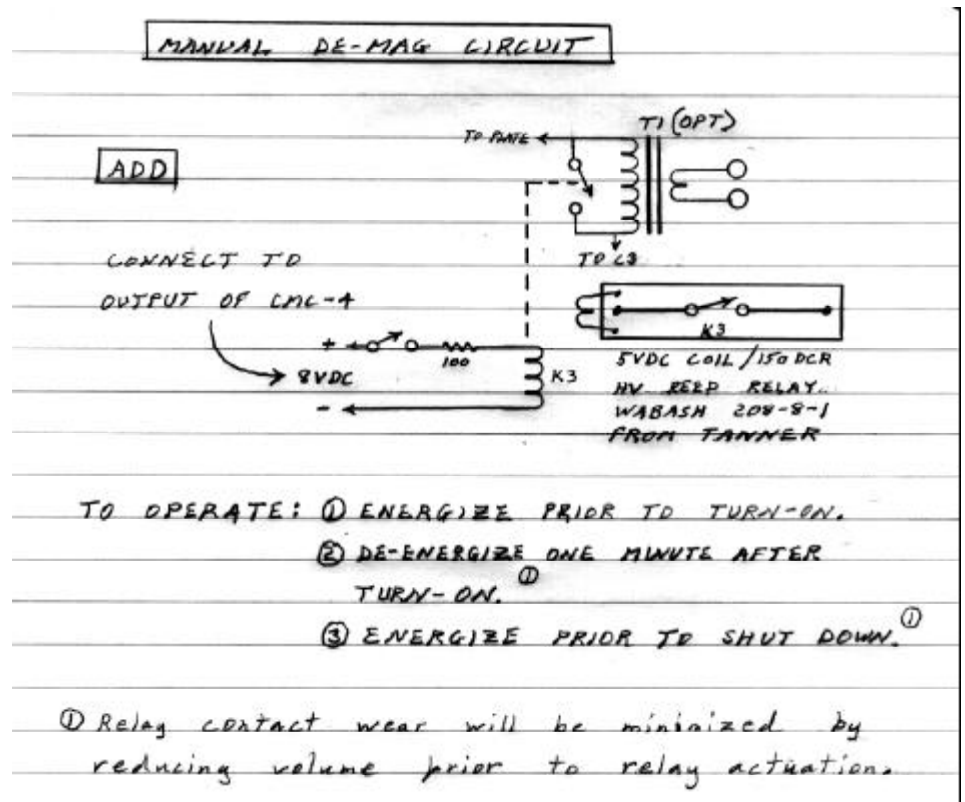 MANUAL DE-MAG CIRCUIT
T1 (OPT)
TO PLATE
ADD
TO C3
CONNECT TO
OUTPUT OF CMC-4
K3
+
100
8VDC
K3
-
5VDC COIL/150 DCR
HV REED RELAY
WABASH 208-8-1
FROM TANNER
TO OPERATE: ① ENERGIZE PRIOR TO TURN-ON.
② DE-ENERGIZE ONE MINUTE AFTER
TURN-ON. ①
③ ENERGIZE PRIOR TO SHUT DOWN. ①
① Relay contact wear will be minimized by
reducing volume prior to relay actuation.